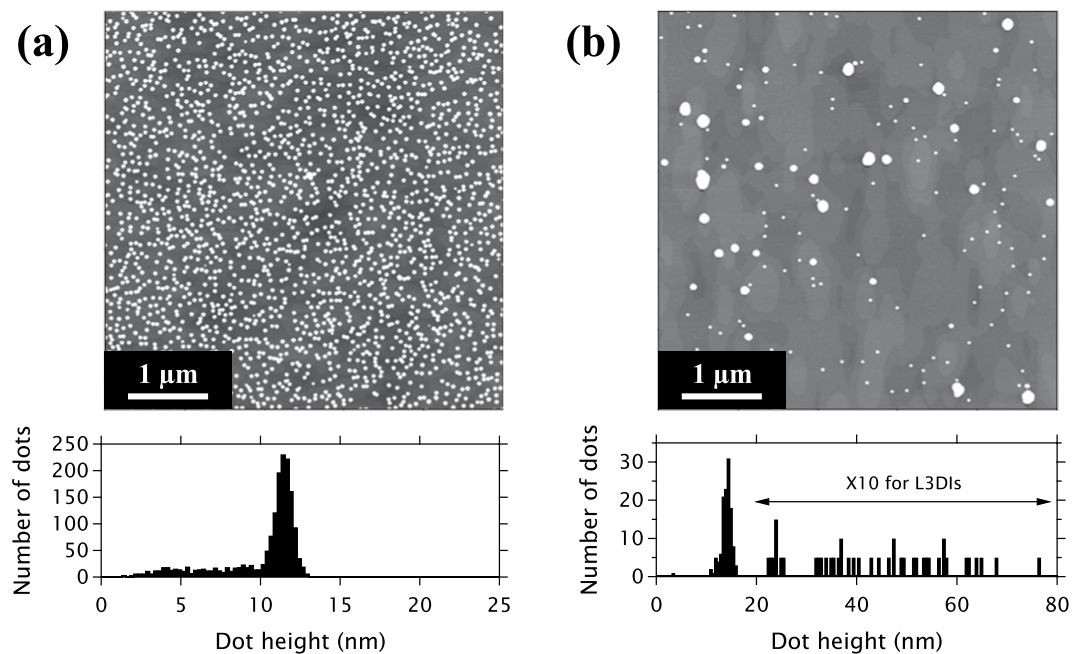 (a)
(b)
1 μm
1 μm
Number of dots
250
200
150
100
50
0
0 5 10 15 20 25
Dot height (nm)
Number of dots
30
20
10
0
X10 for L3DIs
0 20 40 60 80
Dot height (nm)